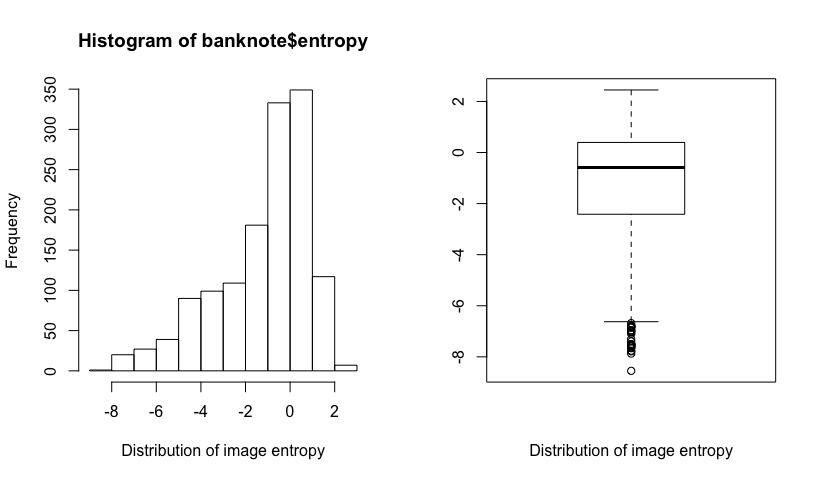 Histogram of banknote$entropy
Frequency
350
300
250
200
150
100
50
0
-8 -6 -4 -2 0 2
Distribution of image entropy
2
0
-2
-4
-6
-8
Distribution of image entropy